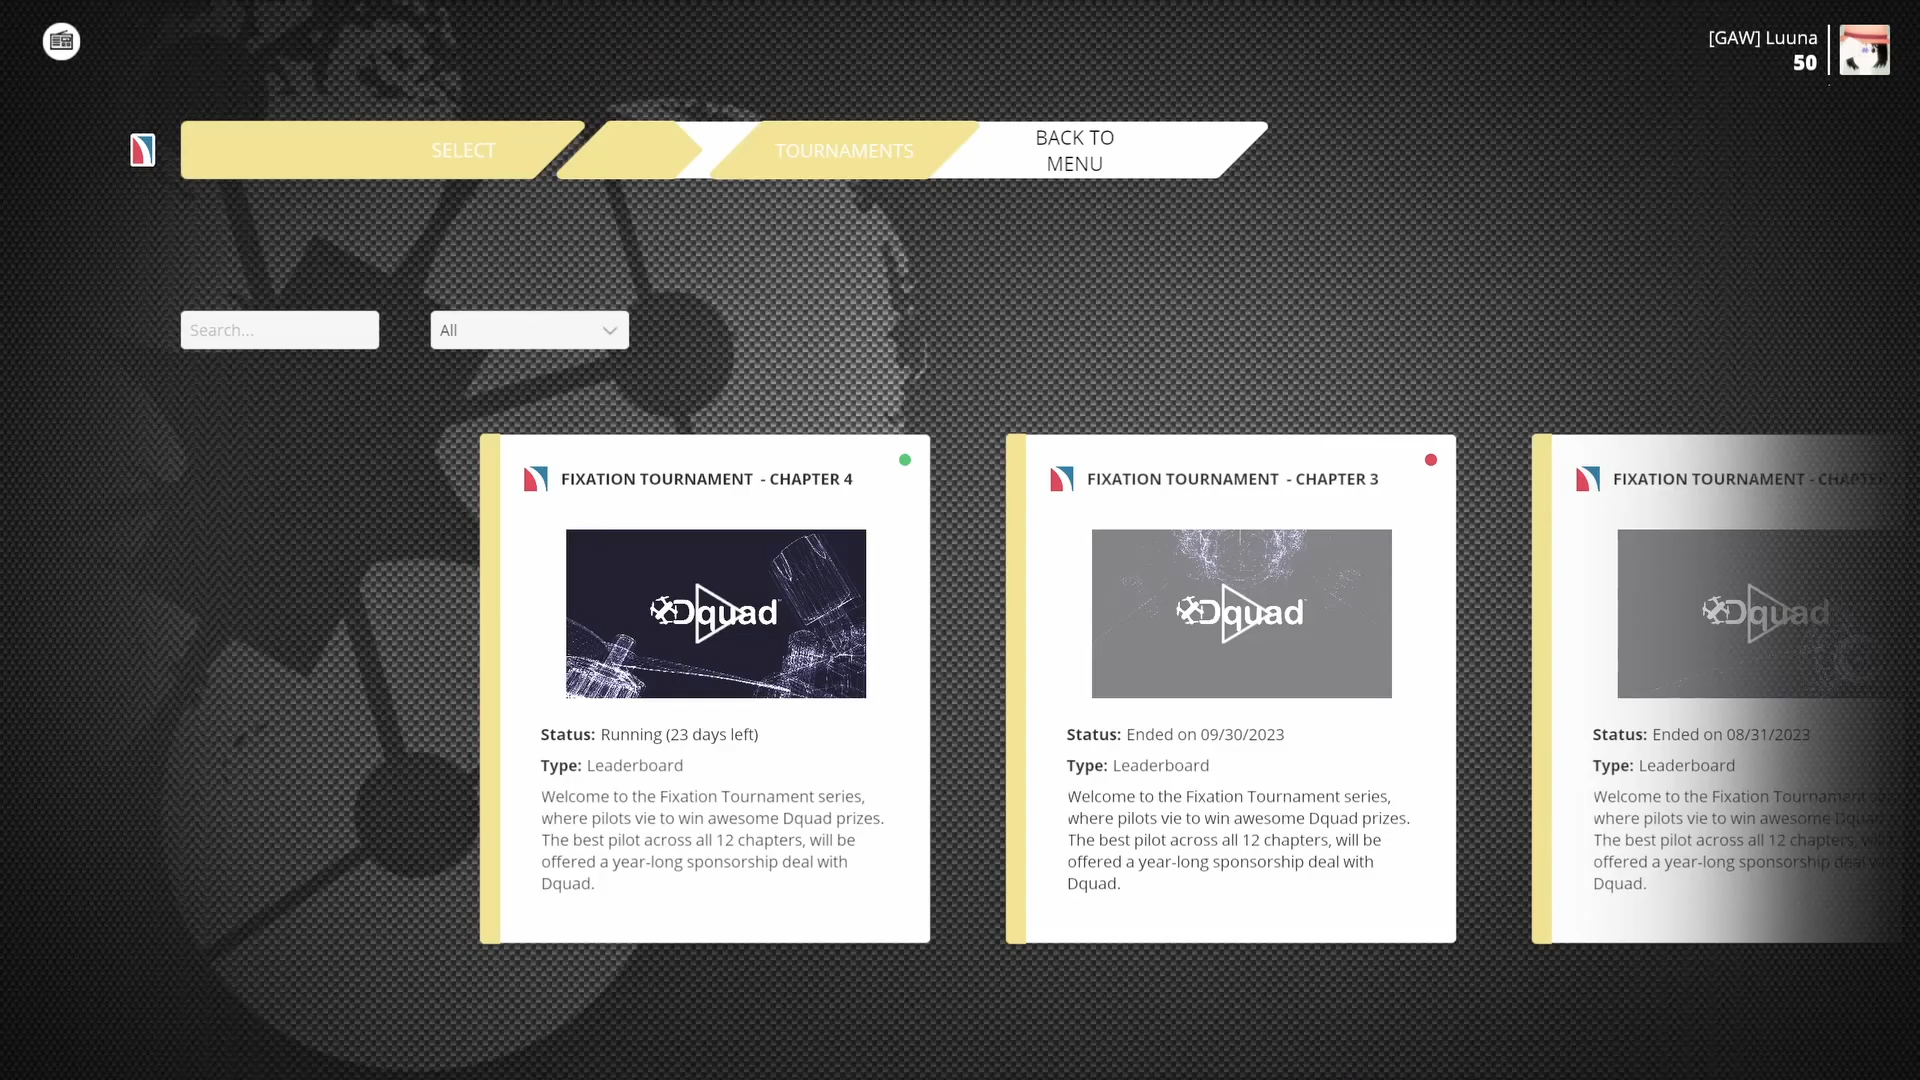 [GAW] Luuna
50
SELECT
TOURNAMENTS
BACK TO
MENU
Search...
All
FIXATION TOURNAMENT - CHAPTER 4
Dquad
Status: Running (23 days left)
Type: Leaderboard
Welcome to the Fixation Tournament series,
where pilots vie to win awesome Dquad prizes.
The best pilot across all 12 chapters, will be
offered a year-long sponsorship deal with
Dquad.
FIXATION TOURNAMENT - CHAPTER 3
Dquad
Status: Ended on 09/30/2023
Type: Leaderboard
Welcome to the Fixation Tournament series,
where pilots vie to win awesome Dquad prizes.
The best pilot across all 12 chapters, will be
offered a year-long sponsorship deal with
Dquad.
FIXATION TOURNAMENT - CHAPTER
Dquad
Status: Ended on 08/31/2023
Type: Leaderboard
Welcome to the Fixation Tournament
where pilots vie to win awesome Dquad
The best pilot across all 12 chapters,
offered a year-long sponsorship deal
Dquad.